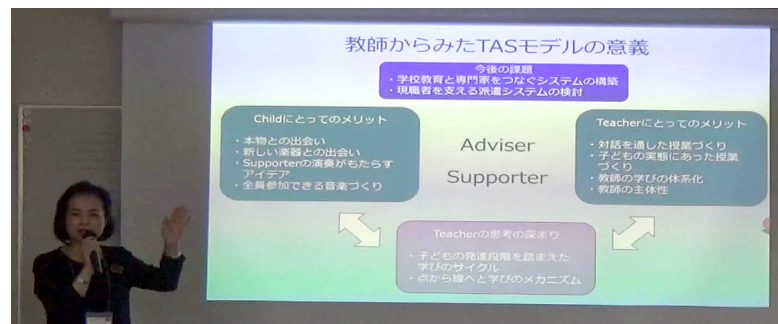 教師からみたTASモデルの意義
今後の課題
・学校教育と専門家をつなぐシステムの構築
・現職者を支える派遣システムの検討
Childにとってのメリット
・本物との出会い
・新しい楽器との出会い
・Supporterの演奏がもたらす
アイデア
・全員参加できる音楽づくり
Adviser
Supporter
Teacherにとってのメリット
・対話を通した授業づくり
・子どもの実態にあった授業
づくり
・教師の学びの体系化
・教師の主体性
Teacherの思考の深まり
・子どもの発達段階を踏まえた
学びのサイクル
・点から線へと学びのメカニズム